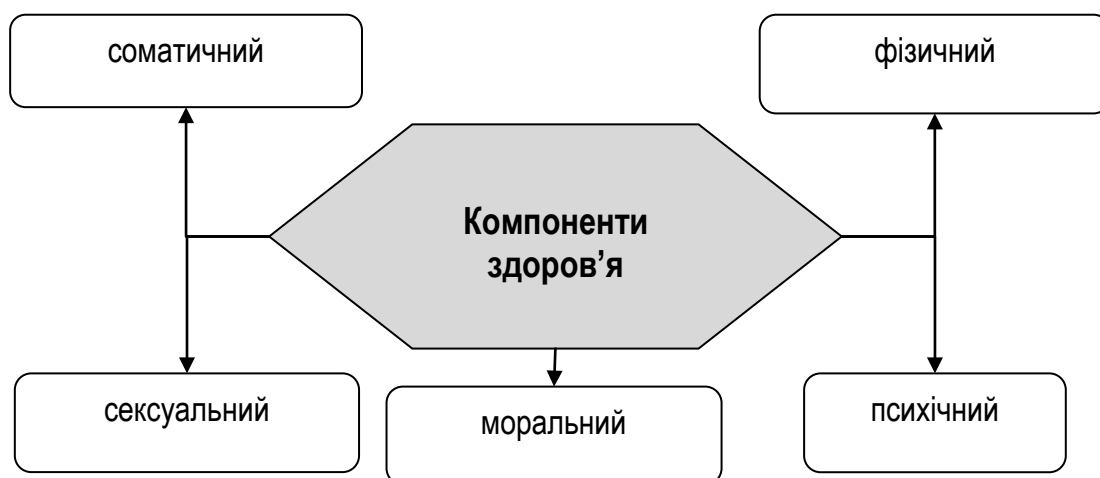 соматичний
фізичний
Компоненти
здоров’я
сексуальний
моральний
психічний